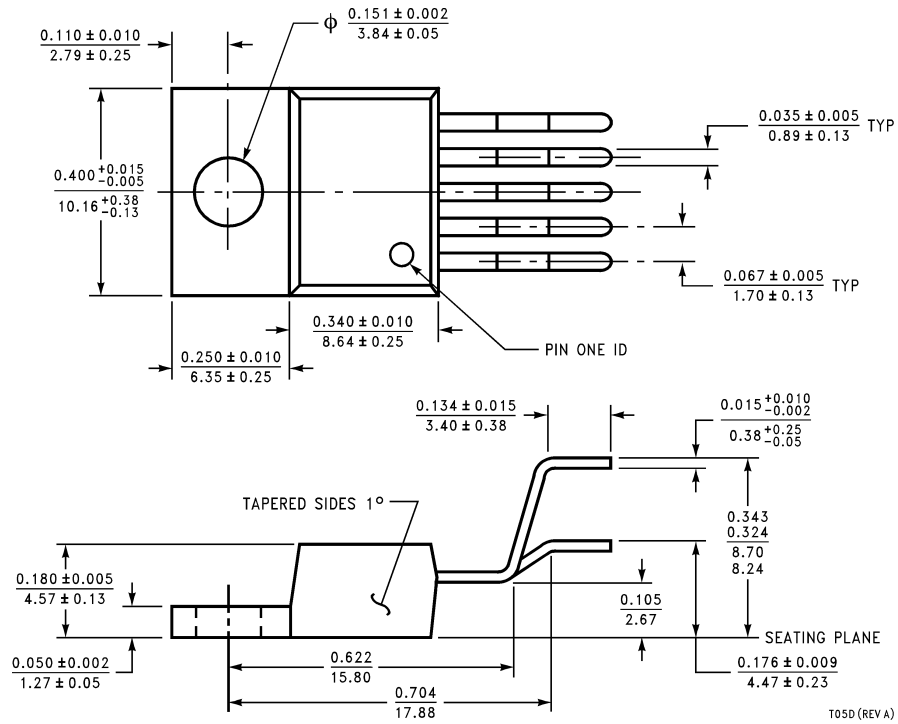 ϕ 0.151 ± 0.002
3.84 ± 0.05
0.110 ± 0.010
2.79 ± 0.25
0.035 ± 0.005
0.89 ± 0.13
TYP
0.400 +0.015 -0.005
10.16 +0.38 -0.13
0.067 ± 0.005
1.70 ± 0.13
TYP
0.340 ± 0.010
8.64 ± 0.25
PIN ONE ID
0.250 ± 0.010
6.35 ± 0.25
0.134 ± 0.015
3.40 ± 0.38
0.015 +0.010 -0.002
0.38 +0.25 -0.05
TAPERED SIDES 1°
0.343
0.324
8.70
8.24
0.180 ± 0.005
4.57 ± 0.13
0.105
2.67
SEATING PLANE
0.050 ± 0.002
1.27 ± 0.05
0.622
15.80
0.176 ± 0.009
4.47 ± 0.23
0.704
17.88
T05D (REV A)